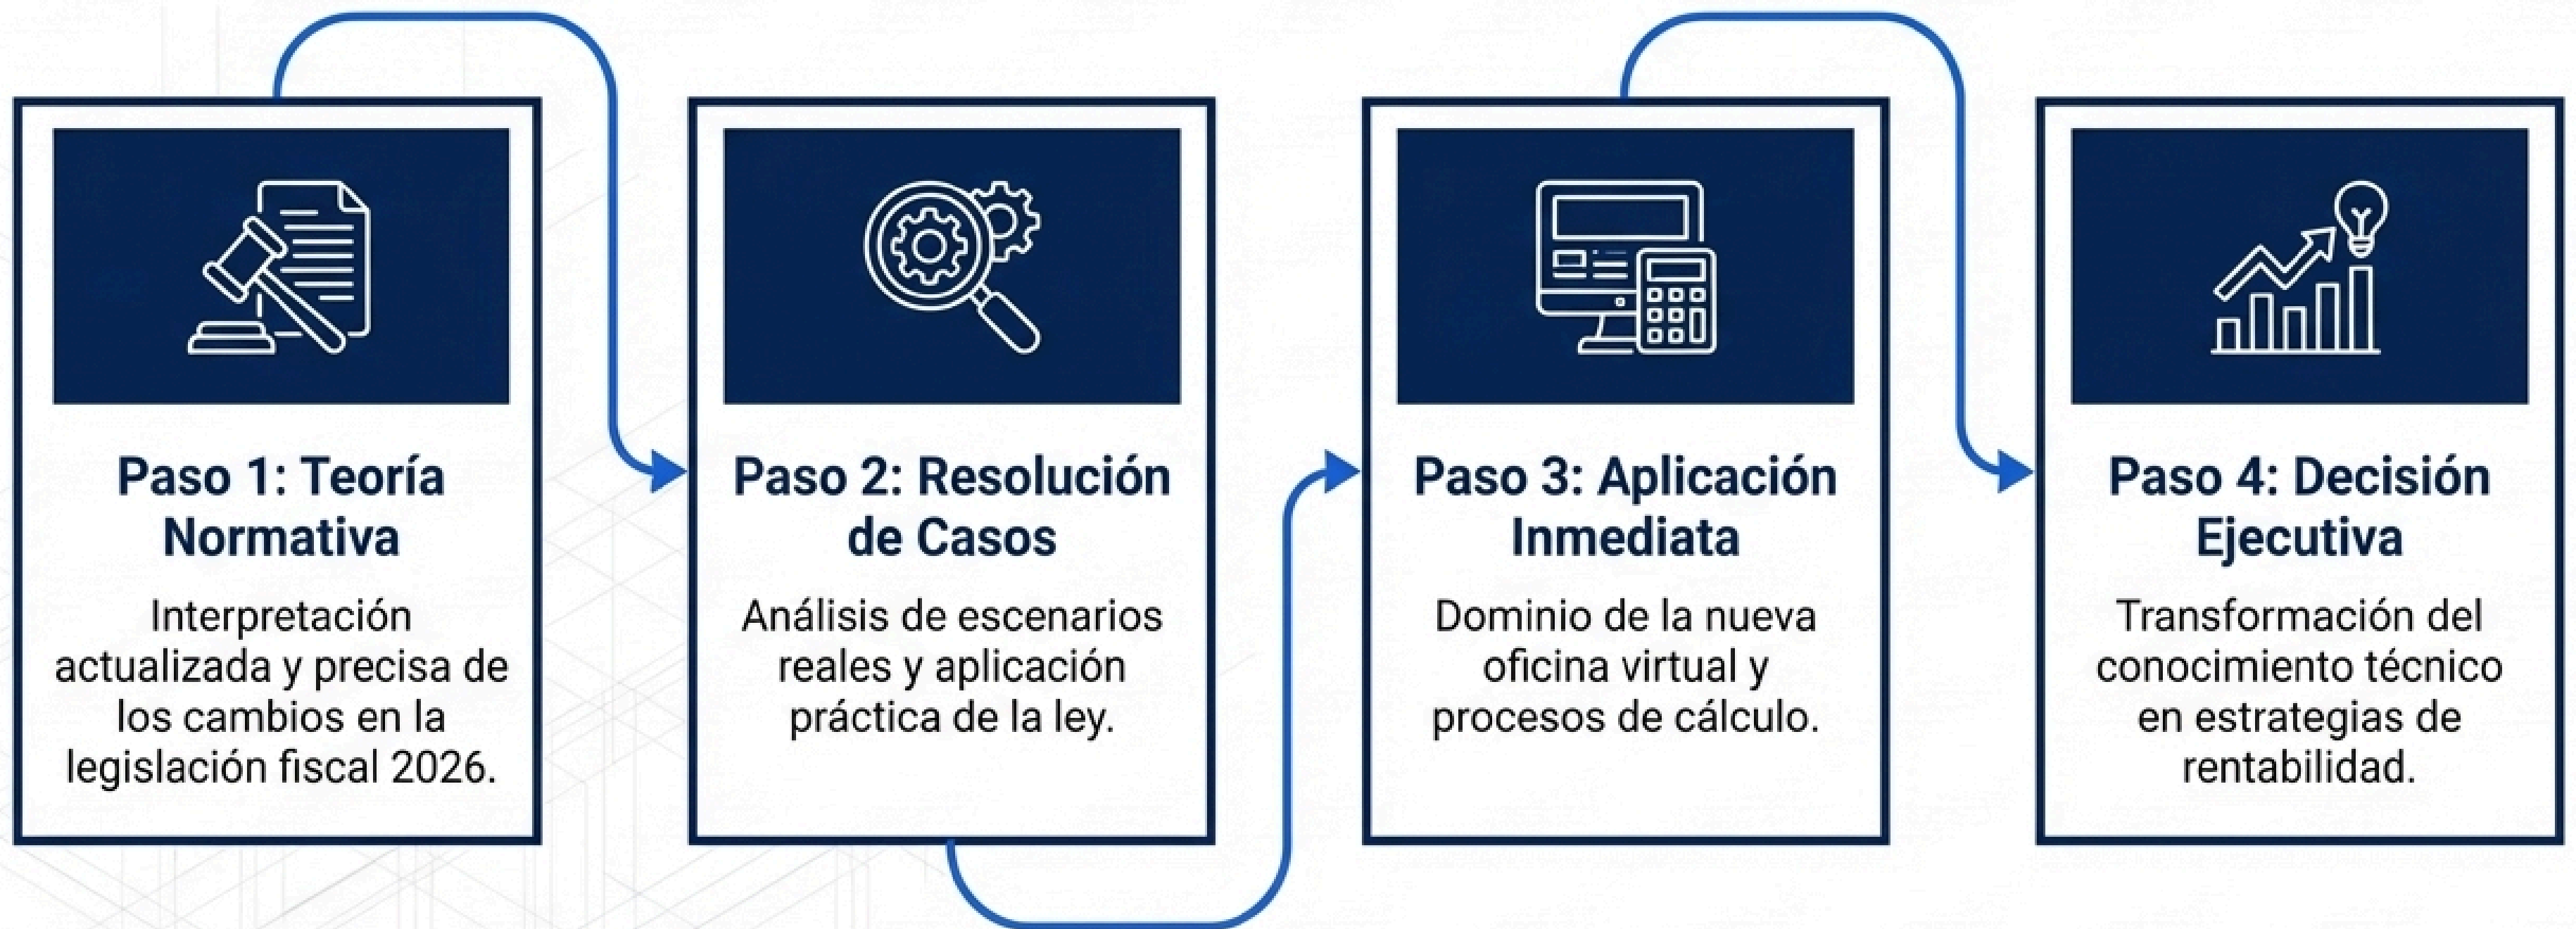 Paso 1: Teoría
Normativa
Interpretación
actualizada y precisa de
los cambios en la
legislación fiscal 2026.
Paso 2: Resolución
de Casos
Análisis de escenarios
reales y aplicación
práctica de la ley.
Paso 3: Aplicación
Inmediata
Dominio de la nueva
oficina virtual y
procesos de cálculo.
Paso 4: Decisión
Ejecutiva
Transformación del
conocimiento técnico
en estrategias de
rentabilidad.